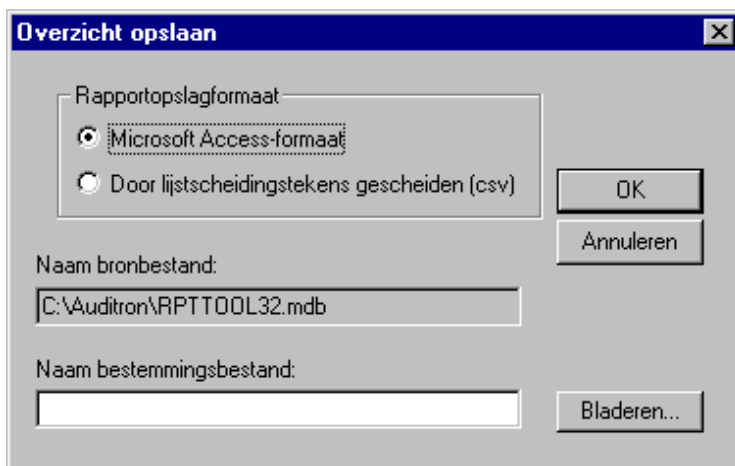 Overzicht opslaan
Rapportopslagformaat
Microsoft Access-formaat
Door lijstscheidingstekens gescheiden (csv)
OK
Annuleren
Naam bronbestand:
C:\Auditron\RPTTOOL32.mdb
Naam bestemmingsbestand:
Bladeren...